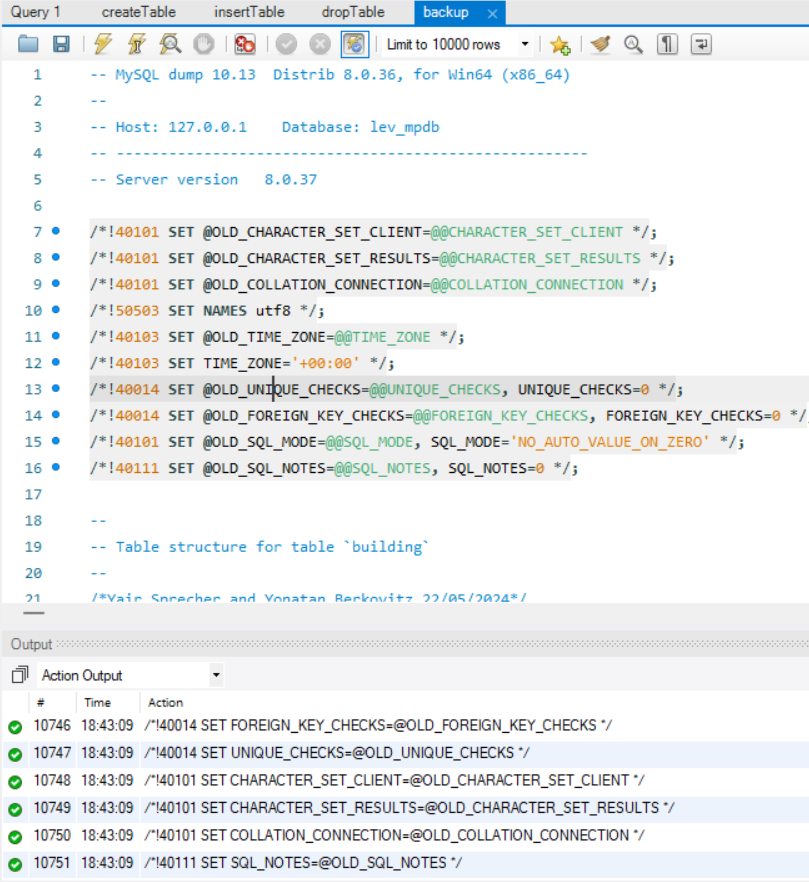 Query 1 createTable insertTable dropTable backup ×
Limit to 10000 rows
1 -- MySQL dump 10.13 Distrib 8.0.36, for Win64 (x86_64)
2 --
3 -- Host: 127.0.0.1 Database: lev_mpdb
4 -- ------------------------------------------------------
5 -- Server version 8.0.37
6
7 /*!40101 SET @OLD_CHARACTER_SET_CLIENT=@@CHARACTER_SET_CLIENT */;
8 /*!40101 SET @OLD_CHARACTER_SET_RESULTS=@@CHARACTER_SET_RESULTS */;
9 /*!40101 SET @OLD_COLLATION_CONNECTION=@@COLLATION_CONNECTION */;
10 /*!50503 SET NAMES utf8 */;
11 /*!40103 SET @OLD_TIME_ZONE=@@TIME_ZONE */;
12 /*!40103 SET TIME_ZONE='+00:00' */;
13 /*!40014 SET @OLD_UNIQUE_CHECKS=@@UNIQUE_CHECKS, UNIQUE_CHECKS=0 */;
14 /*!40014 SET @OLD_FOREIGN_KEY_CHECKS=@@FOREIGN_KEY_CHECKS, FOREIGN_KEY_CHECKS=0 */
15 /*!40101 SET @OLD_SQL_MODE=@@SQL_MODE, SQL_MODE='NO_AUTO_VALUE_ON_ZERO' */;
16 /*!40111 SET @OLD_SQL_NOTES=@@SQL_NOTES, SQL_NOTES=0 */;
17
18 --
19 -- Table structure for table `building`
20 --
21 /*Yair Sprecher and Yonatan Berkovitz 22/05/2024*/
Output
Action Output
# Time Action
10746 18:43:09 /*!40014 SET FOREIGN_KEY_CHECKS=@OLD_FOREIGN_KEY_CHECKS */
10747 18:43:09 /*!40014 SET UNIQUE_CHECKS=@OLD_UNIQUE_CHECKS */
10748 18:43:09 /*!40101 SET CHARACTER_SET_CLIENT=@OLD_CHARACTER_SET_CLIENT */
10749 18:43:09 /*!40101 SET CHARACTER_SET_RESULTS=@OLD_CHARACTER_SET_RESULTS */
10750 18:43:09 /*!40101 SET COLLATION_CONNECTION=@OLD_COLLATION_CONNECTION */
10751 18:43:09 /*!40111 SET SQL_NOTES=@OLD_SQL_NOTES */